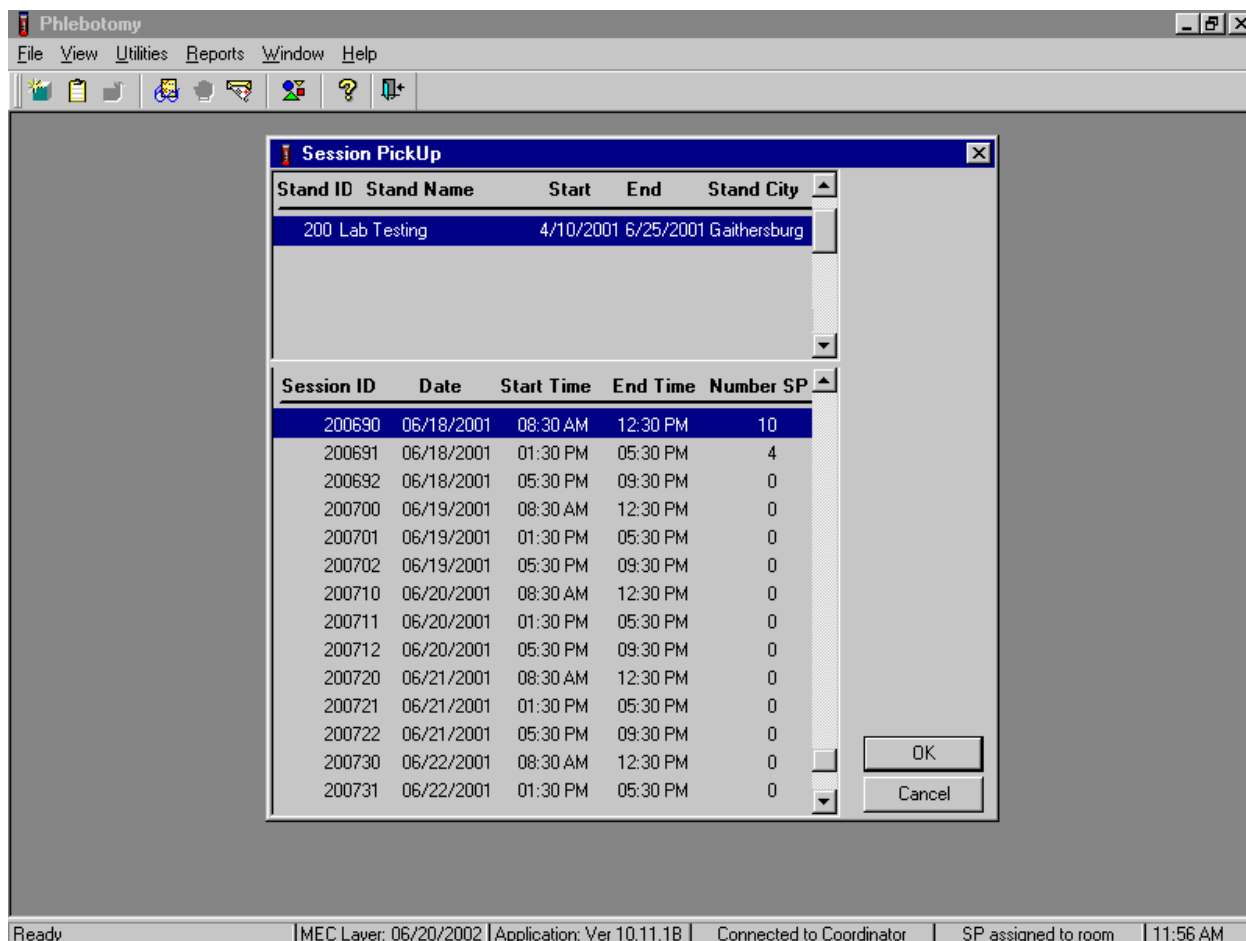 Phlebotomy
File View Utilities Reports Window Help
Session PickUp
Stand ID Stand Name Start End Stand City
200 Lab Testing 4/10/2001 6/25/2001 Gaithersburg
Session ID Date Start Time End Time Number SP
200690 06/18/2001 08:30 AM 12:30 PM 10
200691 06/18/2001 01:30 PM 05:30 PM 4
200692 06/18/2001 05:30 PM 09:30 PM 0
200700 06/19/2001 08:30 AM 12:30 PM 0
200701 06/19/2001 01:30 PM 05:30 PM 0
200702 06/19/2001 05:30 PM 09:30 PM 0
200710 06/20/2001 08:30 AM 12:30 PM 0
200711 06/20/2001 01:30 PM 05:30 PM 0
200712 06/20/2001 05:30 PM 09:30 PM 0
200720 06/21/2001 08:30 AM 12:30 PM 0
200721 06/21/2001 01:30 PM 05:30 PM 0
200722 06/21/2001 05:30 PM 09:30 PM 0
200730 06/22/2001 08:30 AM 12:30 PM 0
200731 06/22/2001 01:30 PM 05:30 PM 0
OK
Cancel
Ready MEC Layer: 06/20/2002 Application: Ver 10.11.1B Connected to Coordinator SP assigned to room 11:56 AM